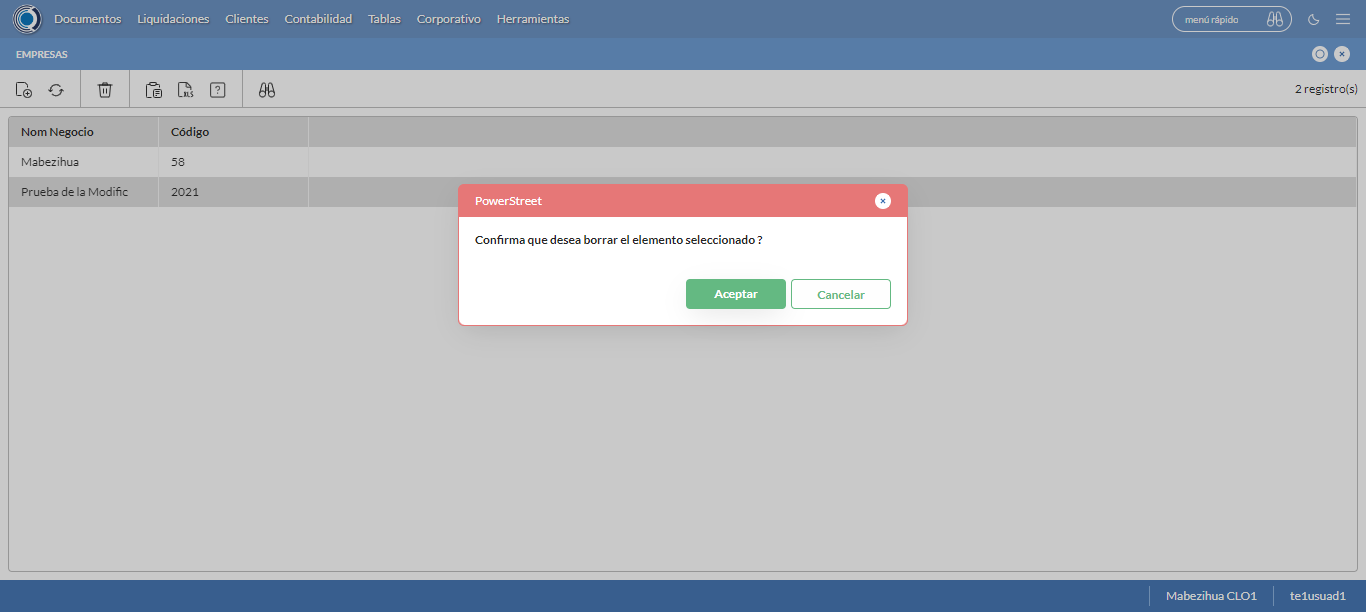 Documentos Liquidaciones Clientes Contabilidad Tablas Corporativo Herramientas menú rápido
EMPRESAS
XLS ? 2 registro(s)
Nom Negocio Código
Mabezihua 58
Prueba de la Modific 2021
PowerStreet
Confirma que desea borrar el elemento seleccionado ?
Aceptar Cancelar
Mabezihua CLO1 te1usuad1